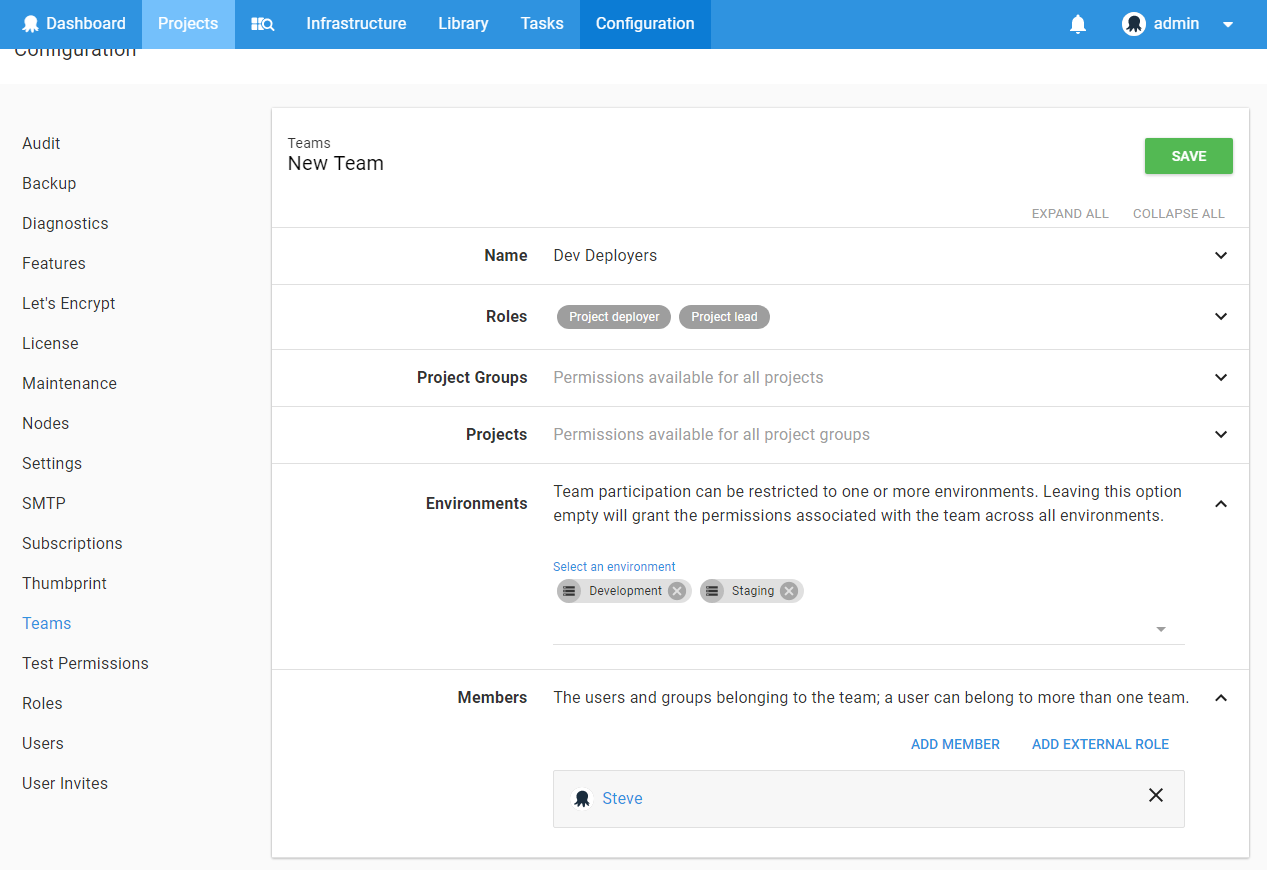 Dashboard Projects Infrastructure Library Tasks Configuration admin
Configuration
Audit
Backup
Diagnostics
Features
Let's Encrypt
License
Maintenance
Nodes
Settings
SMTP
Subscriptions
Thumbprint
Teams
Test Permissions
Roles
Users
User Invites
Teams
New Team
SAVE
EXPAND ALL COLLAPSE ALL
Name Dev Deployers
Roles Project deployer Project lead
Project Groups Permissions available for all projects
Projects Permissions available for all project groups
Environments Team participation can be restricted to one or more environments. Leaving this option
empty will grant the permissions associated with the team across all environments.
Select an environment
Development Staging
Members The users and groups belonging to the team; a user can belong to more than one team.
ADD MEMBER ADD EXTERNAL ROLE
Steve